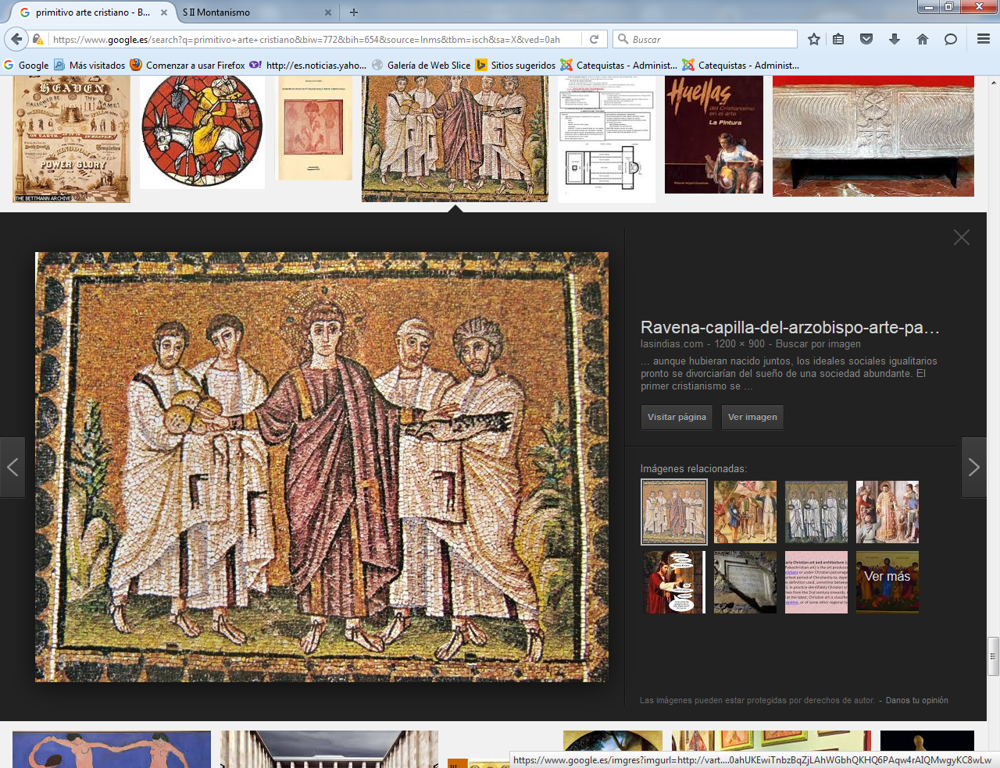 primitivo arte cristiano - B...
S II Montanismo
https://www.google.es/search?q=primitivo+arte+cristiano&biw=772&bih=654&source=lnms&tbm=isch&sa=X&ved=0ah
Buscar
Google
Más visitados
Comenzar a usar Firefox
http://es.noticias.yaho...
Galería de Web Slice
Sitios sugeridos
Catequistas - Administ...
Catequistas - Administ...
HEAVEN
POWER GLORY
THE BETTMANN ARCHIVE
Huellas
del Cristianismo
en el arte
La Pintura
Ravena-capilla-del-arzobispo-arte-pa...
lasindias.com - 1200 × 900 - Buscar por imagen
... aunque hubieran nacido juntos, los ideales sociales igualitarios
pronto se divorciarían del sueño de una sociedad abundante. El
primer cristianismo se ...
Visitar página
Ver imagen
Imágenes relacionadas:
Ver más
Las imágenes pueden estar protegidas por derechos de autor. - Danos tu opinión
https://www.google.es/imgres?imgurl=http://vart....0ahUKEwiTnbzBqZjLAhWGbhQKHQ6PAqw4rAIQMwgyKC8wLw